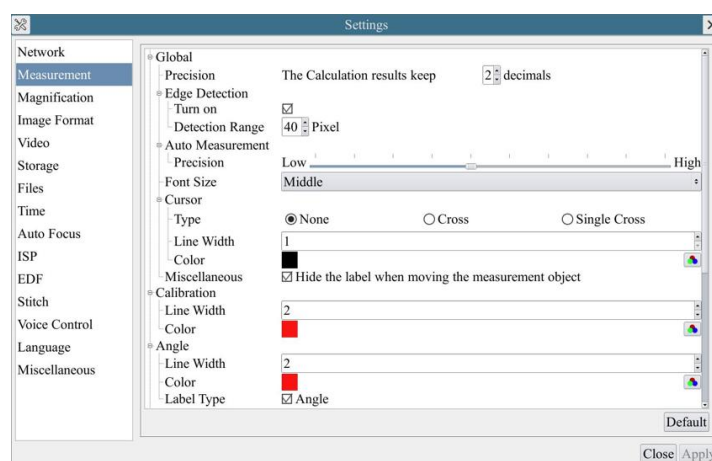 Settings
Network
Measurement
Magnification
Image Format
Video
Storage
Files
Time
Auto Focus
ISP
EDF
Stitch
Voice Control
Language
Miscellaneous
Global
Precision The Calculation results keep 2 decimals
Edge Detection
Turn on
Detection Range 40 Pixel
Auto Measurement
Precision Low High
Font Size Middle
Cursor
Type None Cross Single Cross
Line Width 1
Color
Miscellaneous Hide the label when moving the measurement object
Calibration
Line Width 2
Color
Angle
Line Width 2
Color
Label Type Angle
Default
Close Apply